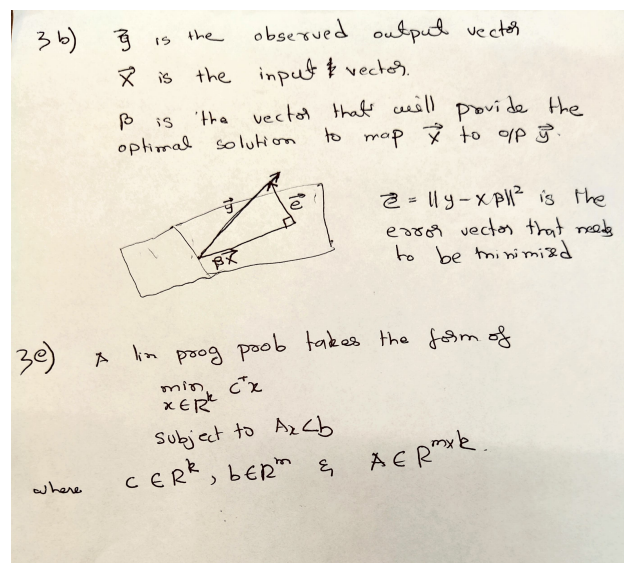 3b) y⃗ is the observed output vector
x⃗ is the input vector.
β is the vector that will provide the
optimal solution to map x⃗ to o/p y⃗.
y⃗
e⃗
βx⃗
e⃗ = ||y-xβ||² is the
error vector that needs
to be minimized
3e) A lin prog prob takes the form of
min cᵀx
x∈Rᵏ
subject to Ax<b
where c∈Rᵏ, b∈Rᵐ & A∈Rᵐˣᵏ.